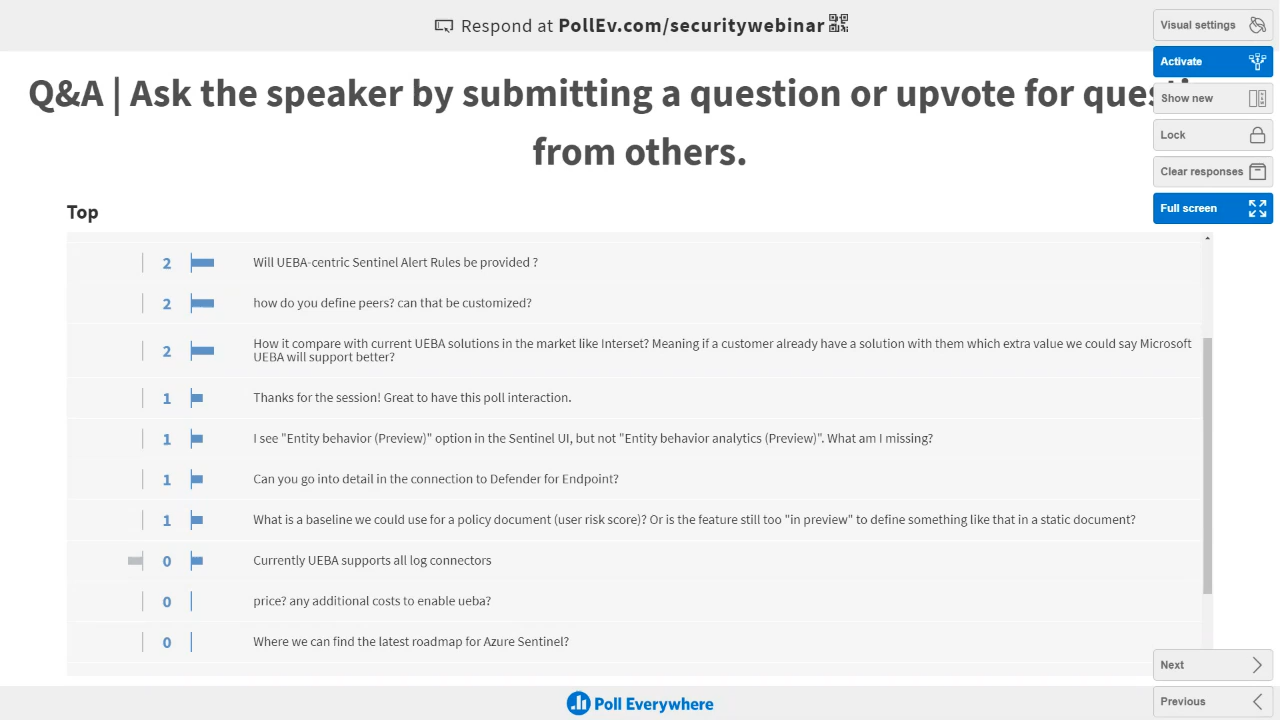 Respond at PollEv.com/securitywebinar
Visual settings
Activate
Q&A | Ask the speaker by submitting a question or upvote for
from others.
Show new
Lock
Clear responses
Full screen
Top
2 Will UEBA-centric Sentinel Alert Rules be provided ?
2 how do you define peers? can that be customized?
2 How it compare with current UEBA solutions in the market like Interset? Meaning if a customer already have a solution with them which extra value we could say Microsoft
UEBA will support better?
1 Thanks for the session! Great to have this poll interaction.
1 I see "Entity behavior (Preview)" option in the Sentinel UI, but not "Entity behavior analytics (Preview)". What am I missing?
1 Can you go into detail in the connection to Defender for Endpoint?
1 What is a baseline we could use for a policy document (user risk score)? Or is the feature still too "in preview" to define something like that in a static document?
0 Currently UEBA supports all log connectors
0 price? any additional costs to enable ueba?
0 Where we can find the latest roadmap for Azure Sentinel?
Next
Previous
Poll Everywhere